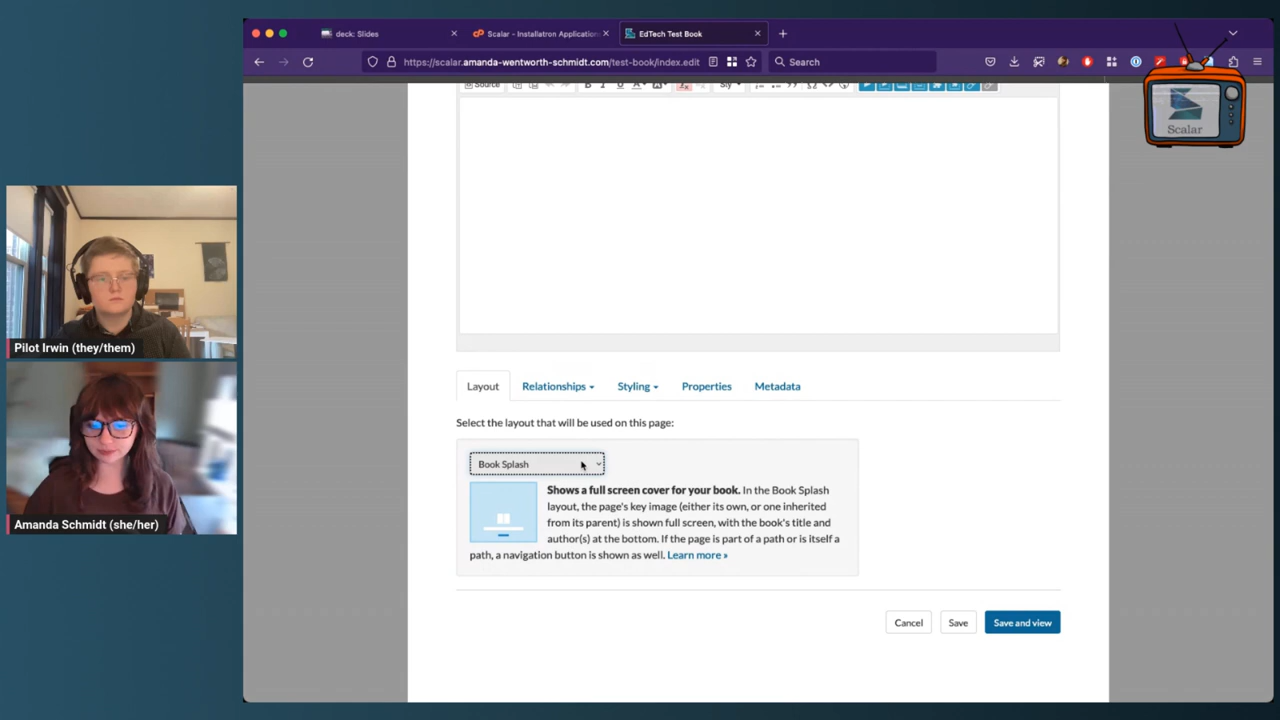 deck: Slides
Scalar - Installatron Application
EdTech Test Book
https://scalar.amanda-wentworth-schmidt.com/test-book/index.edit
Search
Scalar
Source
Sty
Pilot Irwin (they/them)
Amanda Schmidt (she/her)
Layout
Relationships
Styling
Properties
Metadata
Select the layout that will be used on this page:
Book Splash
Shows a full screen cover for your book. In the Book Splash
layout, the page's key image (either its own, or one inherited
from its parent) is shown full screen, with the book's title and
author(s) at the bottom. If the page is part of a path or is itself a
path, a navigation button is shown as well. Learn more »
Cancel
Save
Save and view